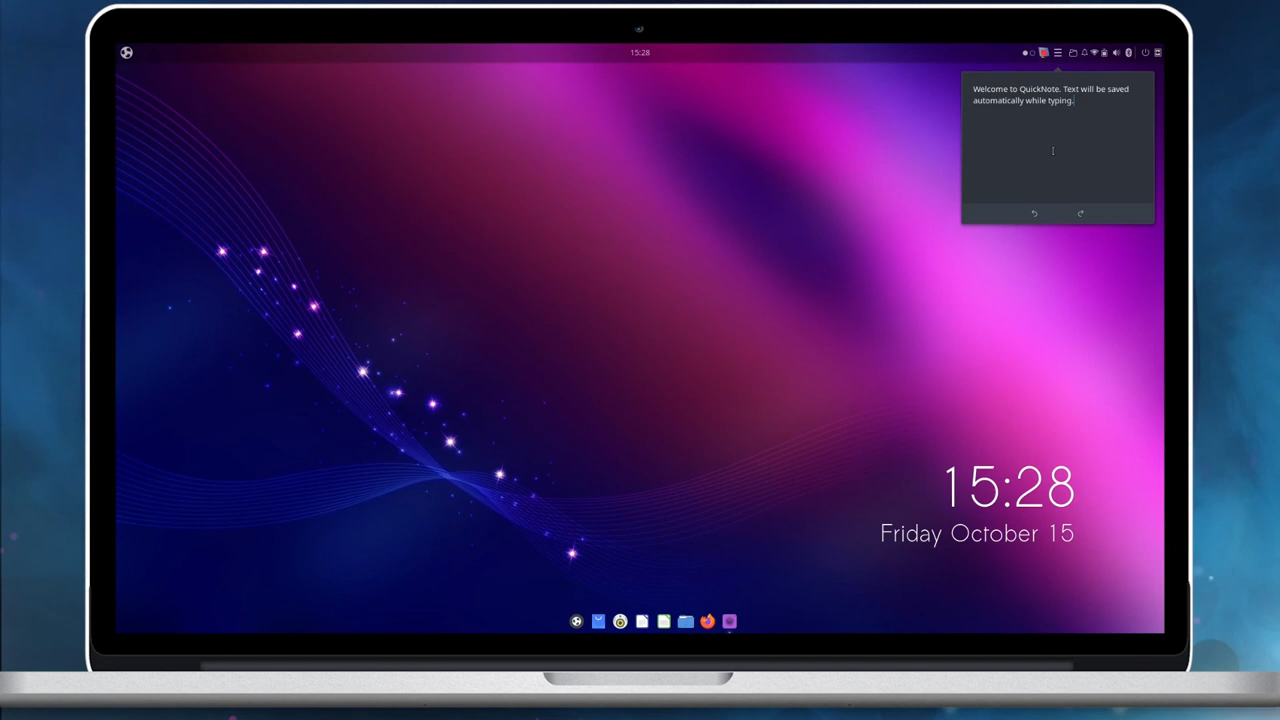 15:28
Welcome to QuickNote. Text will be saved
automatically while typing.
15:28
Friday October 15